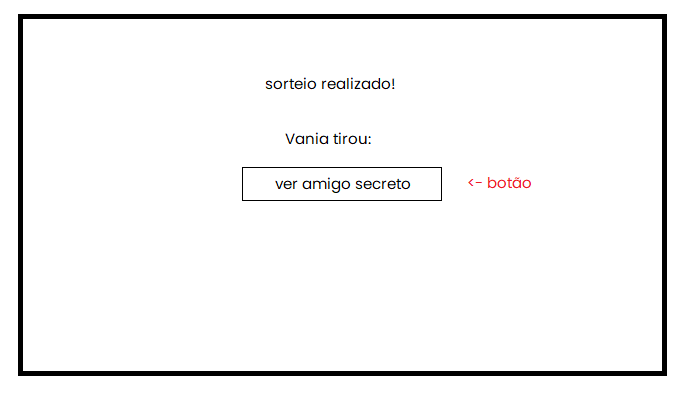 sorteio realizado!
Vania tirou:
ver amigo secreto <- botão